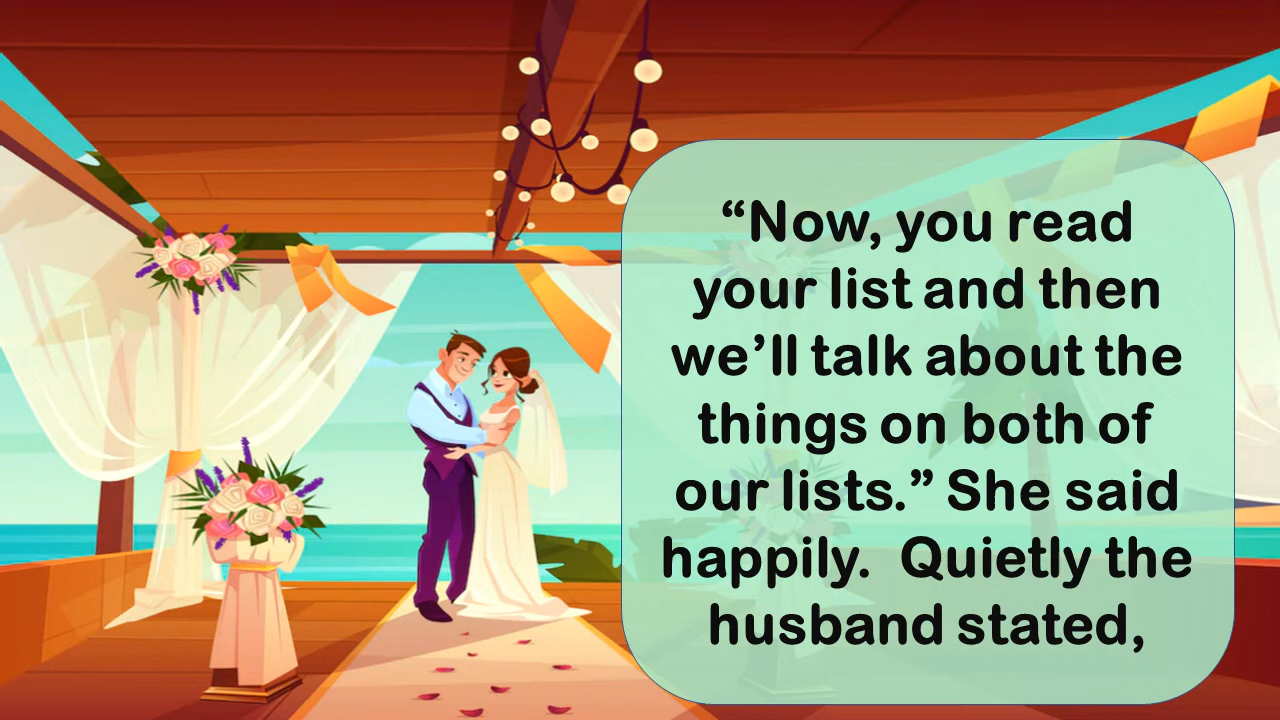 “Now, you read
your list and then
we’ll talk about the
things on both of
our lists.” She said
happily.  Quietly the
husband stated,